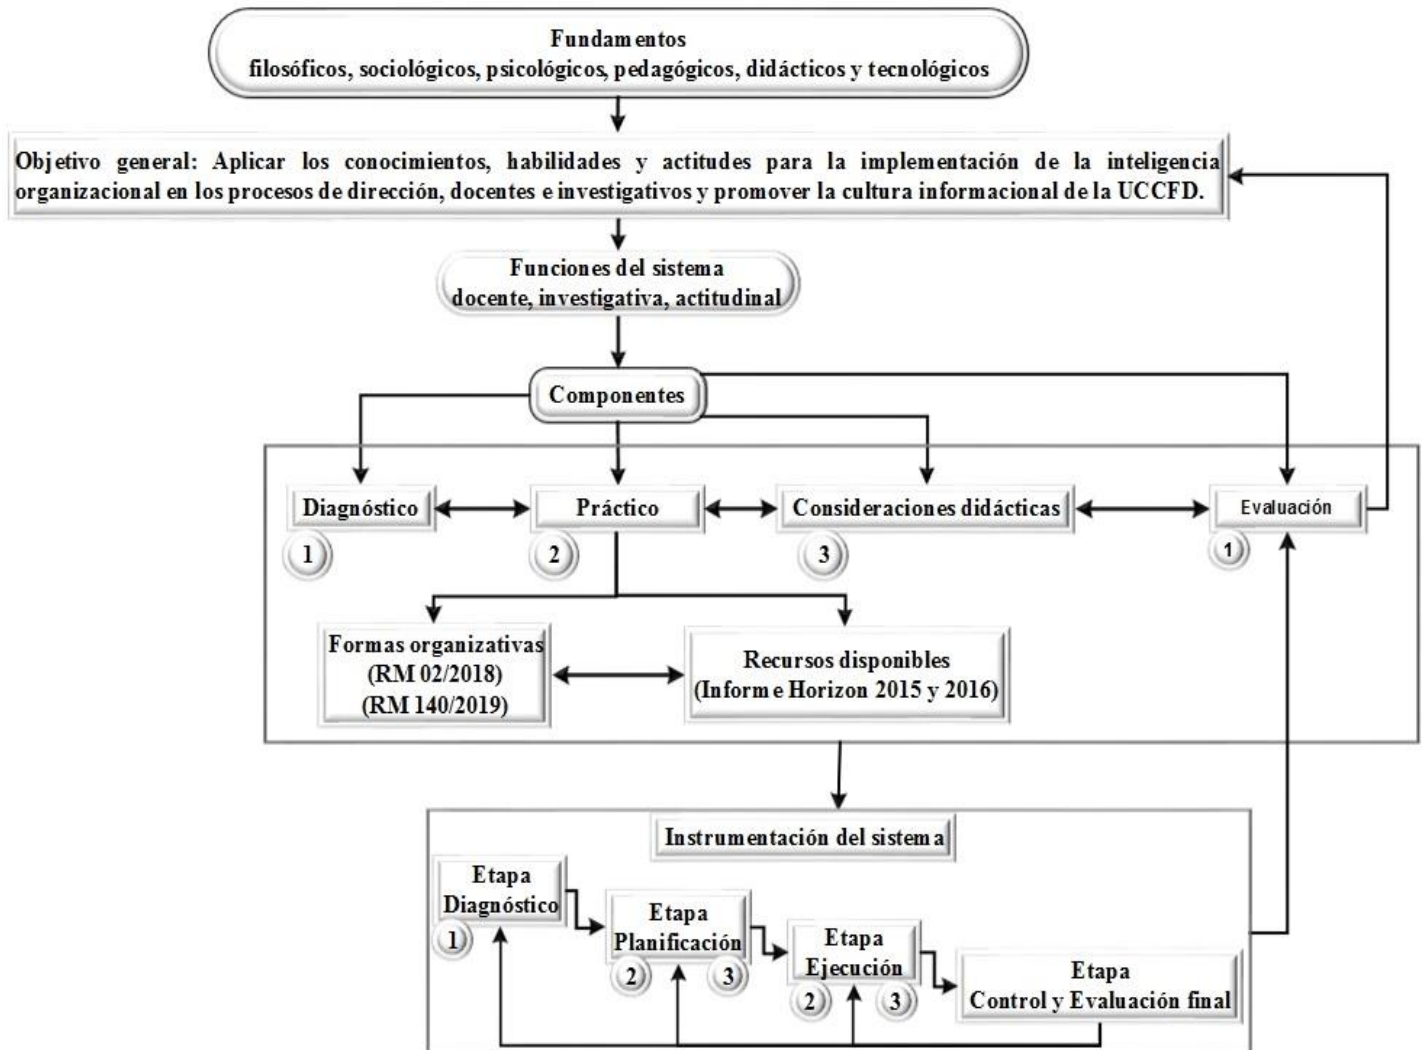 Fundamentos
filosóficos, sociológicos, psicológicos, pedagógicos, didácticos y tecnológicos
Objetivo general: Aplicar los conocimientos, habilidades y actitudes para la implementación de la inteligencia
organizacional en los procesos de dirección, docentes e investigativos y promover la cultura informacional de la UCCFD.
Funciones del sistema
docente, investigativa, actitudinal
Componentes
Diagnóstico
1
Práctico
2
Consideraciones didácticas
3
Evaluación
1
Formas organizativas
(RM 02/2018)
(RM 140/2019)
Recursos disponibles
(Informe Horizon 2015 y 2016)
Instrumentación del sistema
Etapa
Diagnóstico
1
Etapa
Planificación
2 3
Etapa
Ejecución
2 3
Etapa
Control y Evaluación final